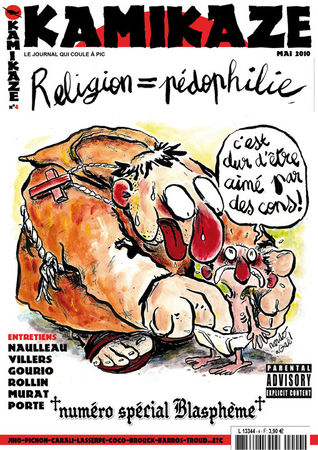 KAMIKAZE
KAMIKAZE
N°4
LE JOURNAL QUI COULE À PIC
MAI 2010
Religion = pédophilie
c'est
dur d'être
aimé par
des cons!
ENTRETIENS
NAULLEAU
VILLERS
GOURIO
ROLLIN
MURAT
PORTE
PARENTAL
ADVISORY
EXPLICIT CONTENT
†numéro spécial Blasphème†
L 13344 - 4 - F: 3,90 €
JIHO-PICHON-CARALI-LASSERPE-COCO-BROUCK-BARROS-TROUD...ETC